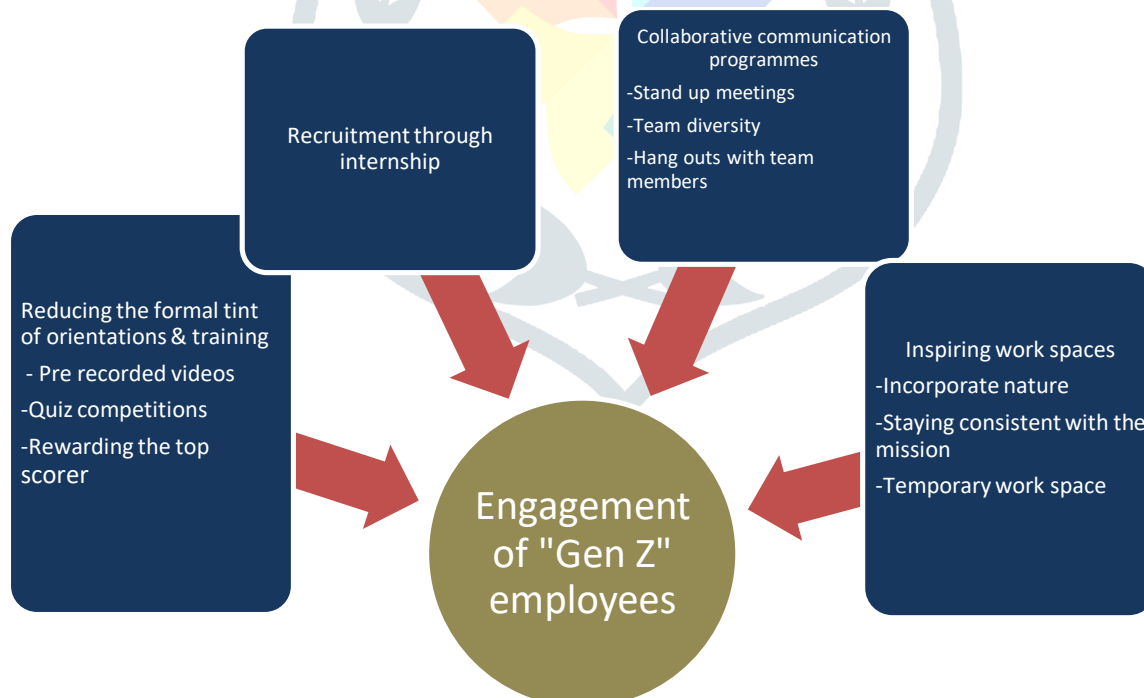 Reducing the formal tint
of orientations & training
- Pre recorded videos
-Quiz competitions
-Rewarding the top
scorer
Recruitment through
internship
Collaborative communication
programmes
-Stand up meetings
-Team diversity
-Hang outs with team
members
Inspiring work spaces
-Incorporate nature
-Staying consistent with the
mission
-Temporary work space
Engagement
of "Gen Z"
employees